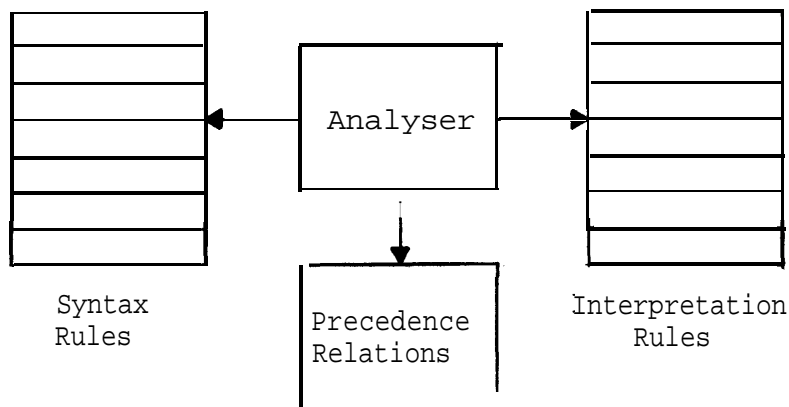 Analyser
Syntax
Rules
Precedence
Relations
Interpretation
Rules